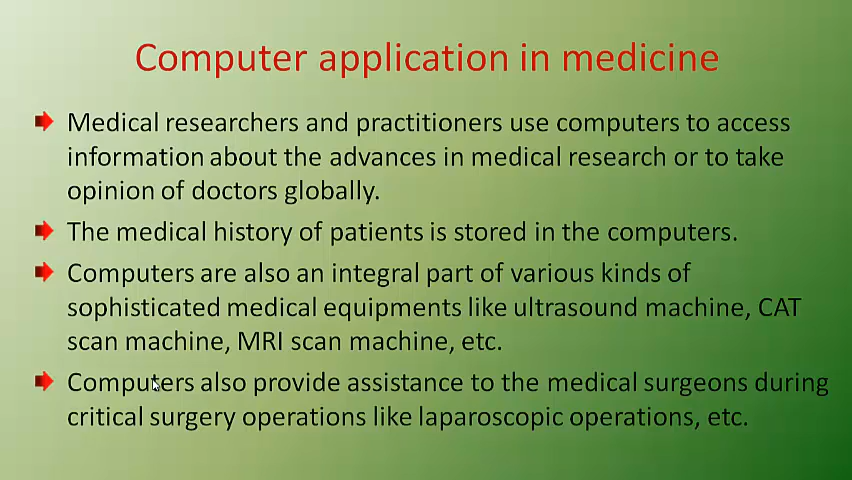 Computer application in medicine
Medical researchers and practitioners use computers to access
information about the advances in medical research or to take
opinion of doctors globally.
The medical history of patients is stored in the computers.
Computers are also an integral part of various kinds of
sophisticated medical equipments like ultrasound machine, CAT
scan machine, MRI scan machine, etc.
Computers also provide assistance to the medical surgeons during
critical surgery operations like laparoscopic operations, etc.